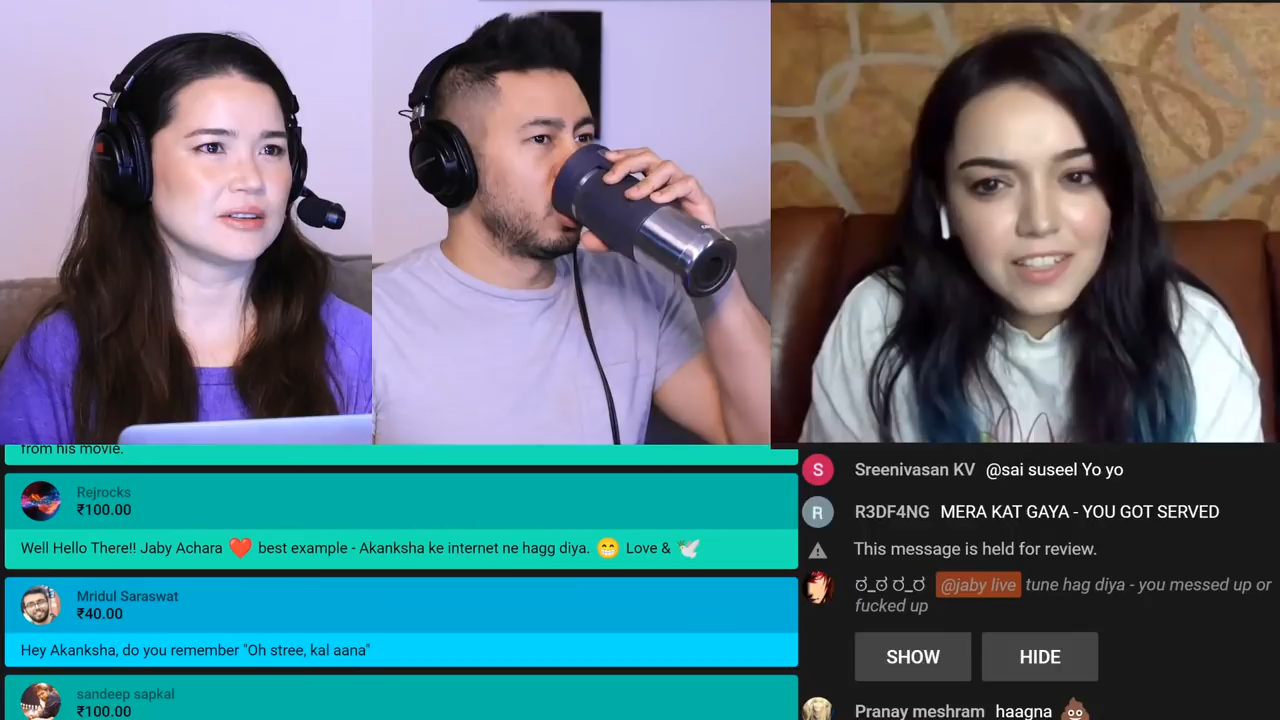 from his movie.
Rejrocks
₹100.00
Well Hello There!! Jaby Achara ❤️ best example - Akanksha ke internet ne hagg diya. 😁 Love & 🕊️
Mridul Saraswat
₹40.00
Hey Akanksha, do you remember "Oh stree, kal aana"
sandeep sapkal
₹100.00
S
Sreenivasan KV @sai suseel Yo yo
R
R3DF4NG MERA KAT GAYA - YOU GOT SERVED
This message is held for review.
ಠ_ಠ ರ_ರ @jaby live tune hag diya - you messed up or
fucked up
SHOW HIDE
Pranay meshram haagna 💩